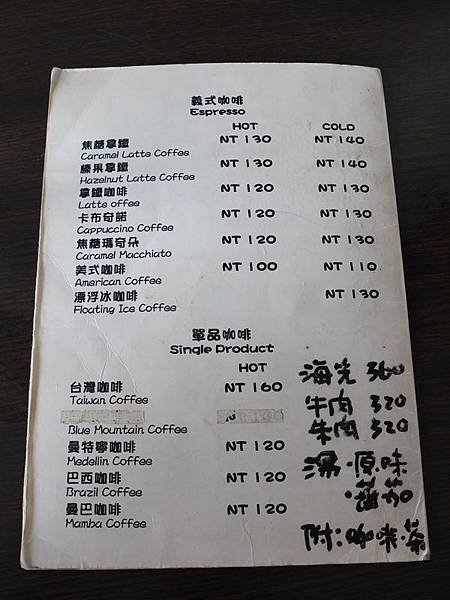 義式咖啡
Espresso
HOT COLD
焦糖拿鐵 NT 130 NT 140
Caramel Latte Coffee
榛果拿鐵 NT 130 NT 140
Hazelnut Latte Coffee
拿鐵咖啡 NT 120 NT 130
Latte offee
卡布奇諾 NT 120 NT 130
Cappuccino Coffee
焦糖瑪奇朵 NT 120 NT 130
Caramel Macchiato
美式咖啡 NT 100 NT 110
American Coffee
漂浮冰咖啡 NT 130
Floating Ice Coffee
單品咖啡
Single Product
HOT
台灣咖啡 NT 160
Taiwan Coffee
Blue Mountain Coffee
曼特寧咖啡 NT 120
Medellin Coffee
巴西咖啡 NT 120
Brazil Coffee
曼巴咖啡 NT 120
Mamba Coffee
海 360
牛肉 320
320
湯·原味
附:咖啡·茶